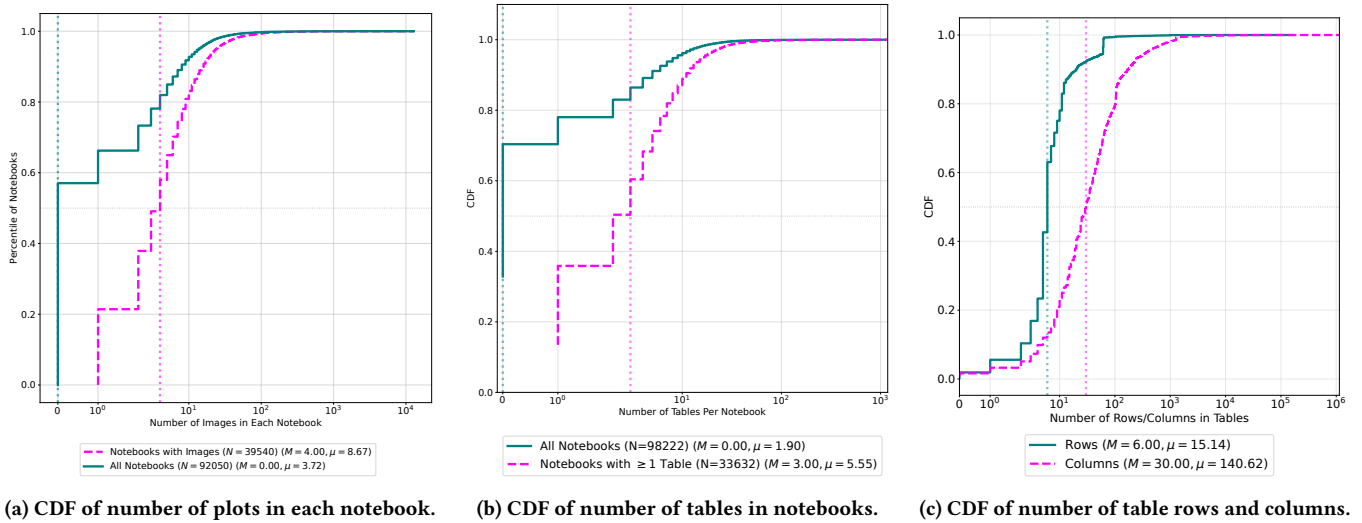 1.0
0.8
0.6
0.4
0.2
0.0
Percentile of Notebooks
0
10⁰
10¹
10²
10³
10⁴
Number of Images in Each Notebook
Notebooks with Images (N = 39540) (M = 4.00, μ = 8.67)
All Notebooks (N = 92050) (M = 0.00, μ = 3.72)
(a) CDF of number of plots in each notebook.
1.0
0.8
0.6
0.4
0.2
0.0
CDF
0
10⁰
10¹
10²
10³
Number of Tables Per Notebook
All Notebooks (N=98222) (M = 0.00, μ = 1.90)
Notebooks with ≥ 1 Table (N=33632) (M = 3.00, μ = 5.55)
(b) CDF of number of tables in notebooks.
1.0
0.8
0.6
0.4
0.2
0.0
CDF
0
10⁰
10¹
10²
10³
10⁴
10⁵
10⁶
Number of Rows/Columns in Tables
Rows (M = 6.00, μ = 15.14)
Columns (M = 30.00, μ = 140.62)
(c) CDF of number of table rows and columns.